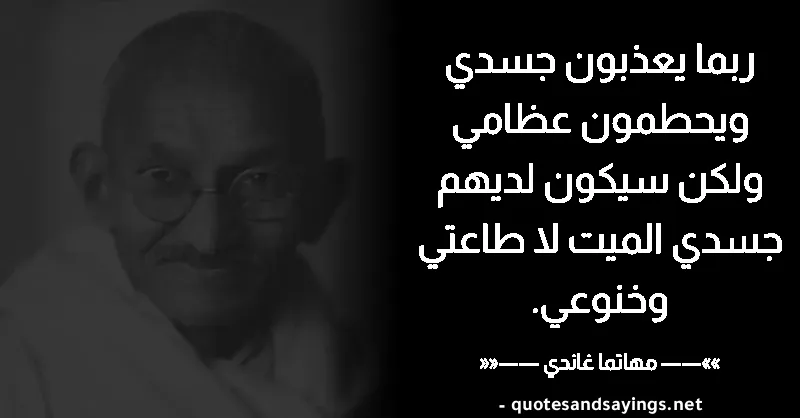 ربما يعذبون جسدي
ويحطمون عظامي
ولكن سيكون لديهم
جسدي الميت لا طاعتي
وخنوعي.
»»—— مهاتما غاندي ——««
- quotesandsayings.net